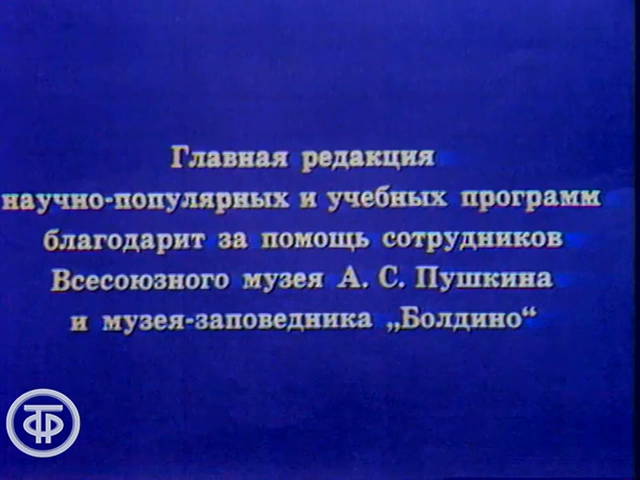 Главная редакция
научно-популярных и учебных программ
благодарит за помощь сотрудников
Всесоюзного музея А. С. Пушкина
и музея-заповедника „Болдино“